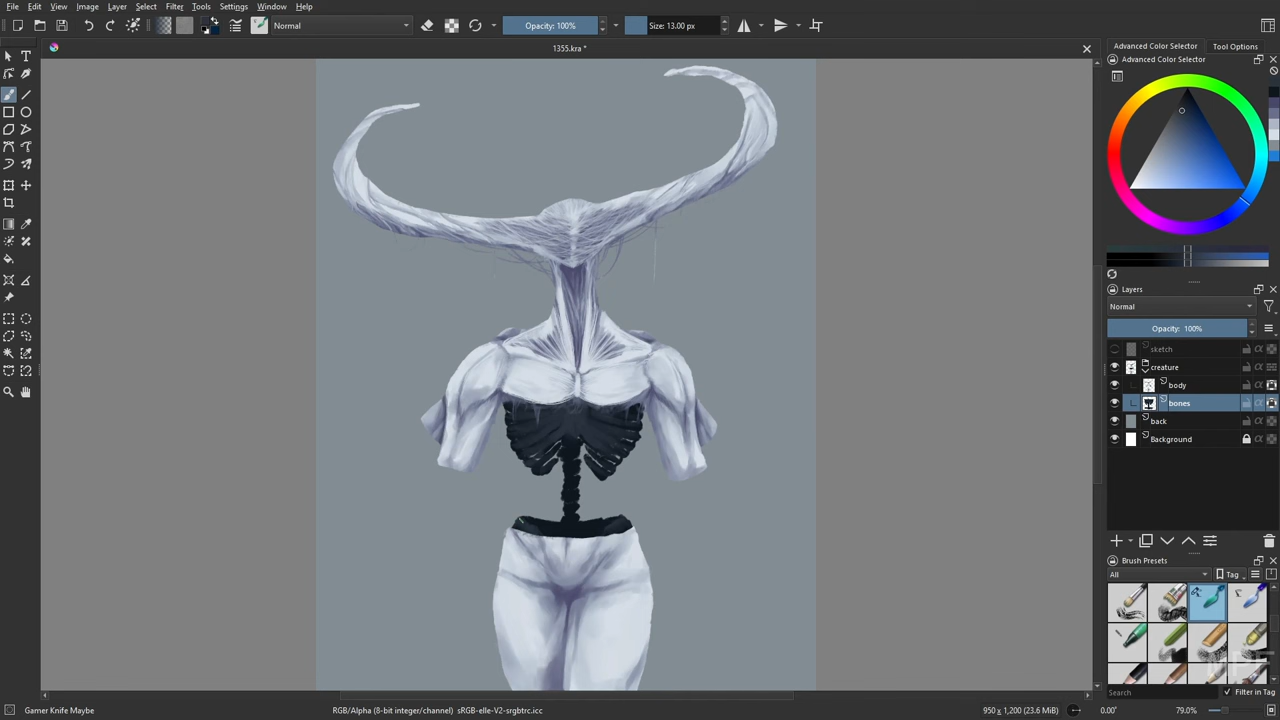 File Edit View Image Layer Select Filter Tools Settings Window Help
Normal Opacity: 100% Size: 13.00 px
1355.kra *
Advanced Color Selector Tool Options
Advanced Color Selector
Layers
Normal
Opacity: 100%
sketch
creature
body
bones
back
Background
Brush Presets
All Tag
Search Filter in Tag
Gamer Knife Maybe RGB/Alpha (8-bit integer/channel) sRGB-elle-V2-srgbtrc.icc 950 x 1,200 (23.6 MiB) 0.00° 79.0%